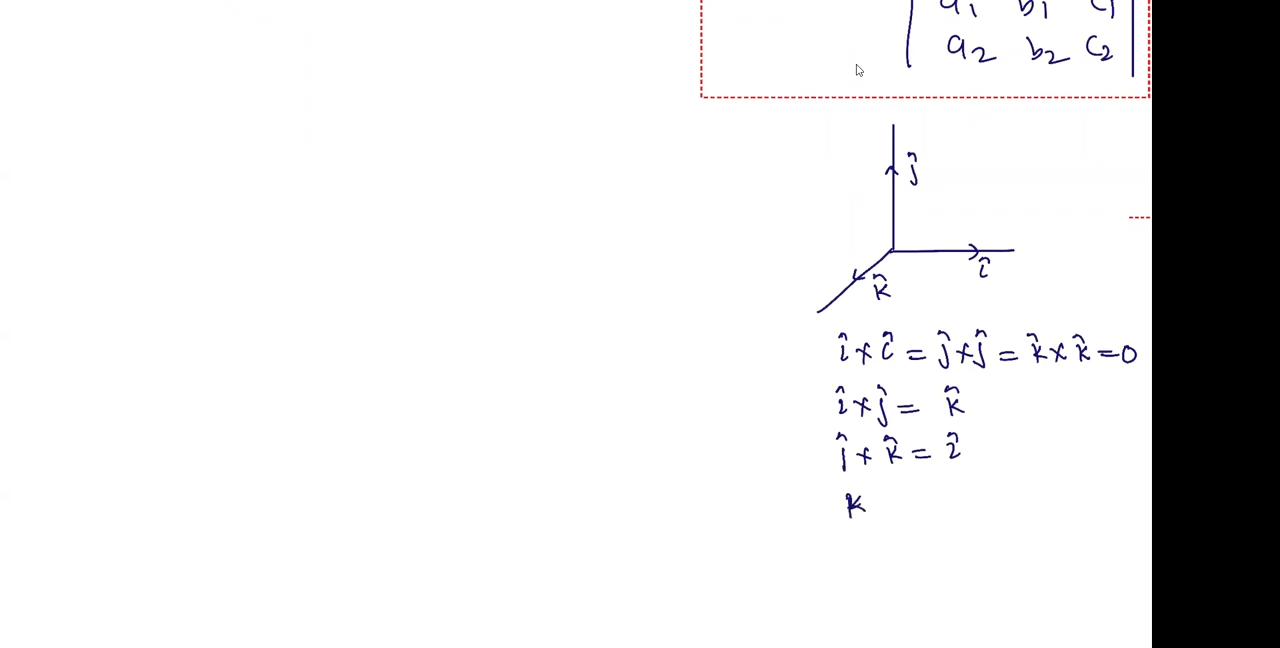 a₁ b₁ c₁
a₂ b₂ c₂
ĵ
î
k̂
î × î = ĵ × ĵ = k̂ × k̂ = 0
î × ĵ = k̂
ĵ × k̂ = î
k